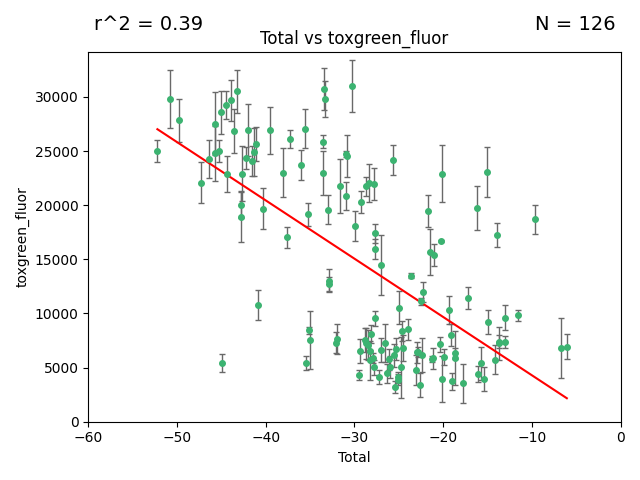 r^2 = 0.39
N = 126
Total vs toxgreen_fluor
30000
25000
20000
15000
10000
5000
0
toxgreen_fluor
−60
−50
−40
−30
−20
−10
0
Total